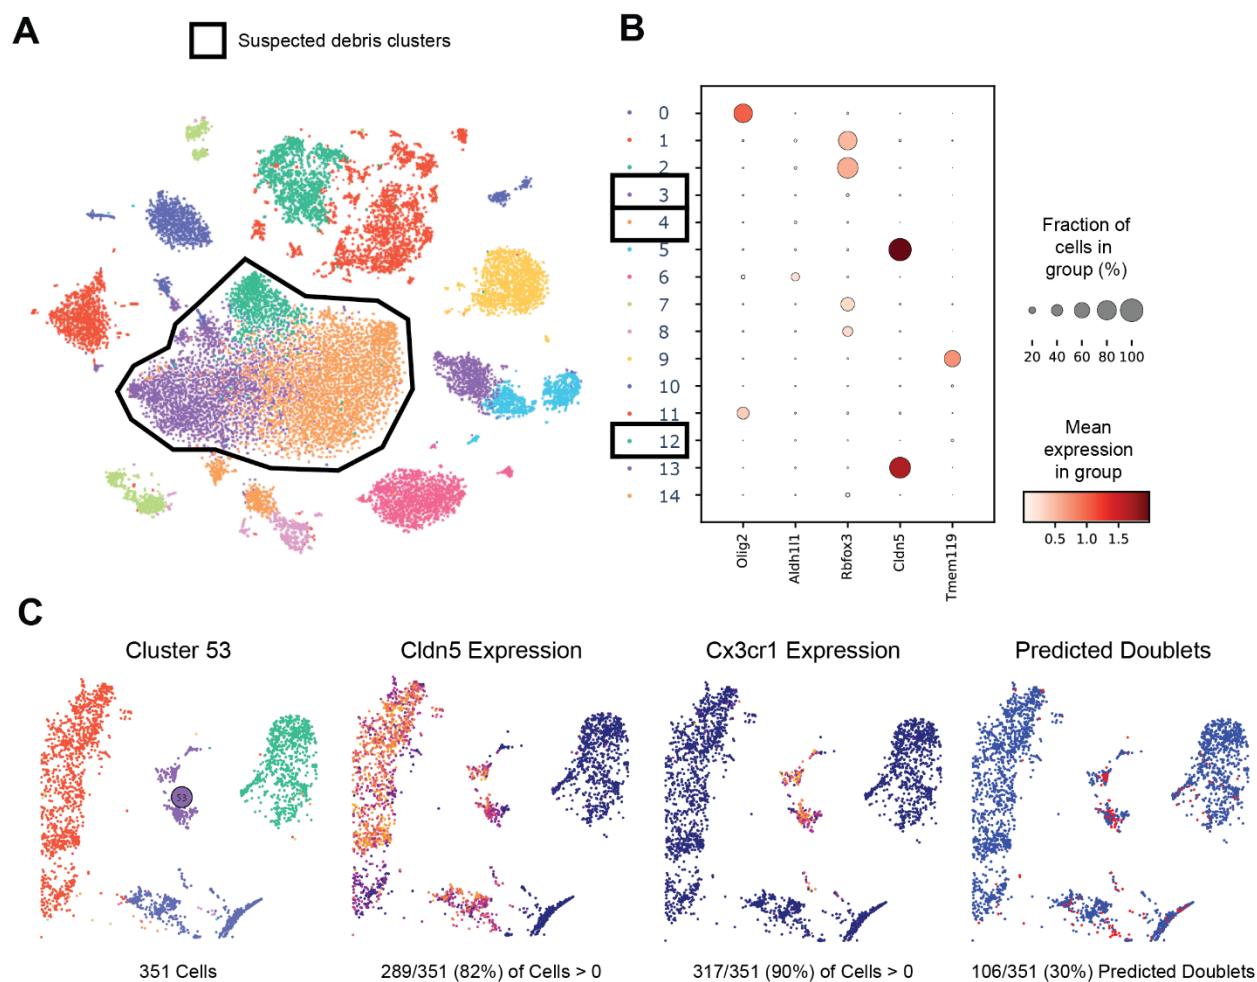 A
Suspected debris clusters
B
0
1
2
3
4
5
6
7
8
9
10
11
12
13
14
Olig2
Aldh1l1
Rbfox3
Cldn5
Tmem119
Fraction of
cells in
group (%)
20 40 60 80 100
Mean
expression
in group
0.5 1.0 1.5
C
Cluster 53
Cldn5 Expression
Cx3cr1 Expression
Predicted Doublets
53
351 Cells
289/351 (82%) of Cells > 0
317/351 (90%) of Cells > 0
106/351 (30%) Predicted Doublets